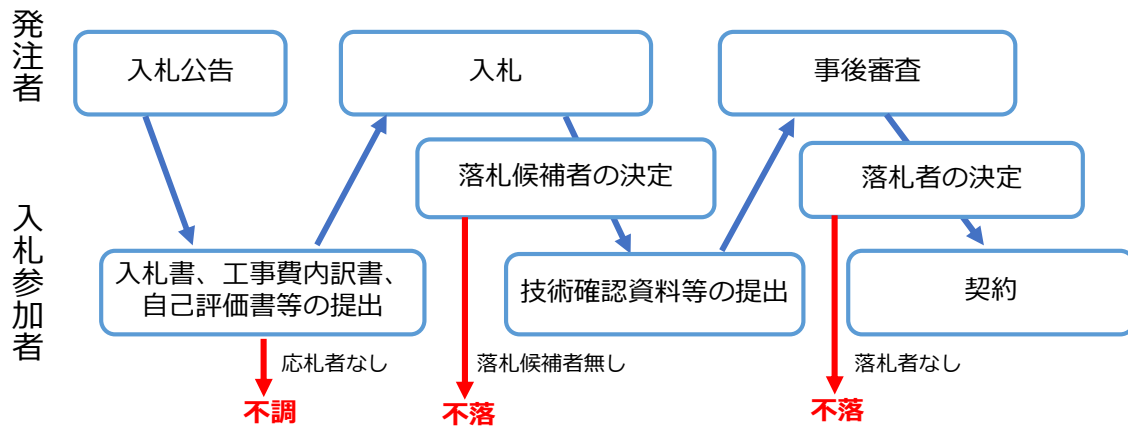 発注者
入札公告
入札
事後審査
落札候補者の決定
落札者の決定
入札参加者
入札書、工事費内訳書、
自己評価書等の提出
技術確認資料等の提出
契約
応札者なし
落札候補者無し
落札者なし
不調
不落
不落